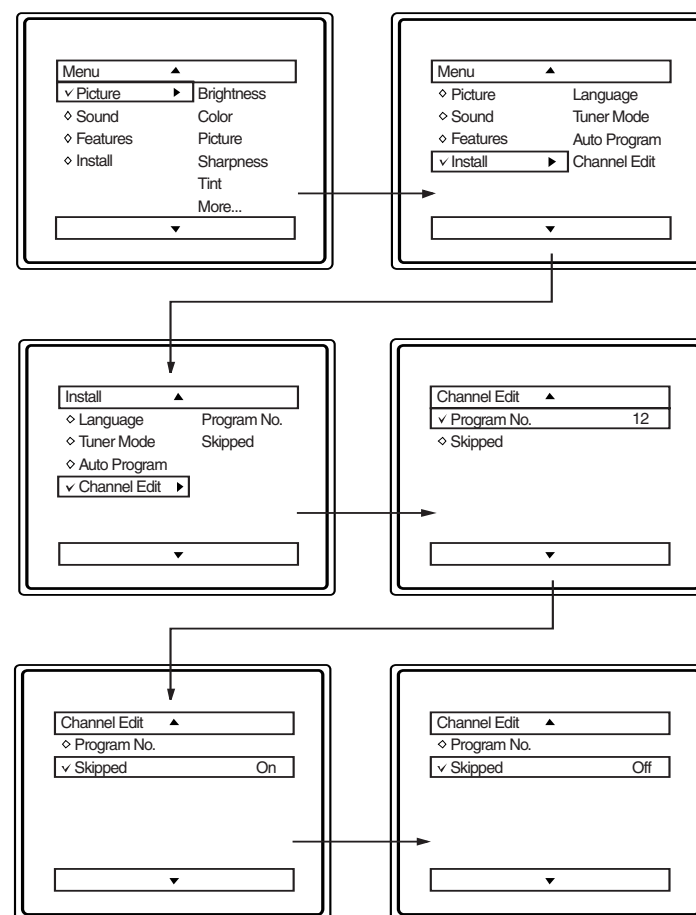 Menu
Picture Brightness
Sound Color
Features Picture
Install Sharpness
Tint
More...
Menu
Picture Language
Sound Tuner Mode
Features Auto Program
Install Channel Edit
Install
Language Program No.
Tuner Mode Skipped
Auto Program
Channel Edit
Channel Edit
Program No. 12
Skipped
Channel Edit
Program No.
Skipped On
Channel Edit
Program No.
Skipped Off